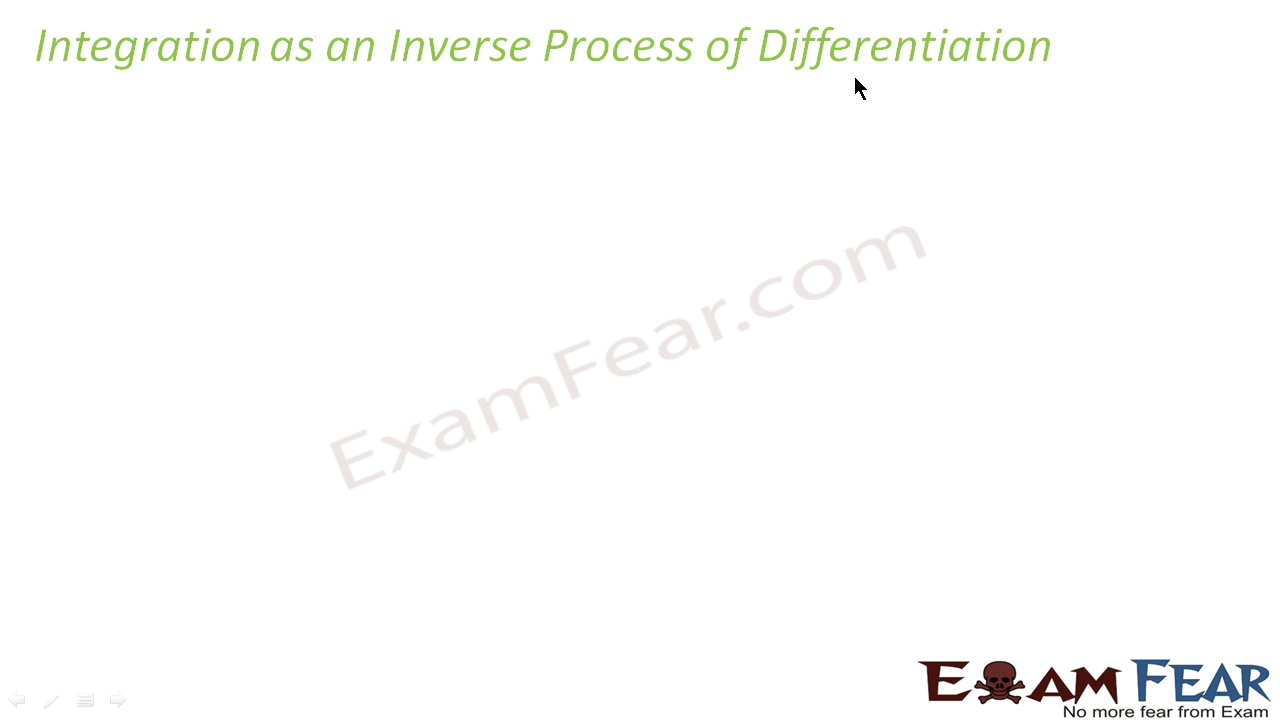 Integration as an Inverse Process of Differentiation
ExamFear.com
EXAM FEAR
No more fear from Exam